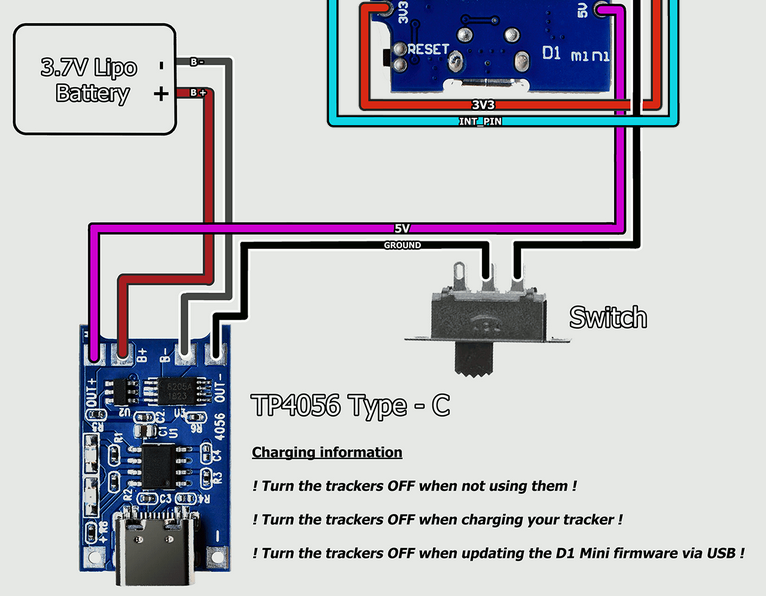 3V3
5V
RESET
D1 mini
3.7V Lipo
Battery
-
+
B-
B+
3V3
INT_PIN
5V
GROUND
Switch
OUT+
B+
B-
OUT-
8205A
1623
U2
C2
R6
4056
C1
U1
R1
C4
R3
R2
C3
R4
R8
+
-
TP4056 Type - C
Charging information
! Turn the trackers OFF when not using them !
! Turn the trackers OFF when charging your tracker !
! Turn the trackers OFF when updating the D1 Mini firmware via USB !